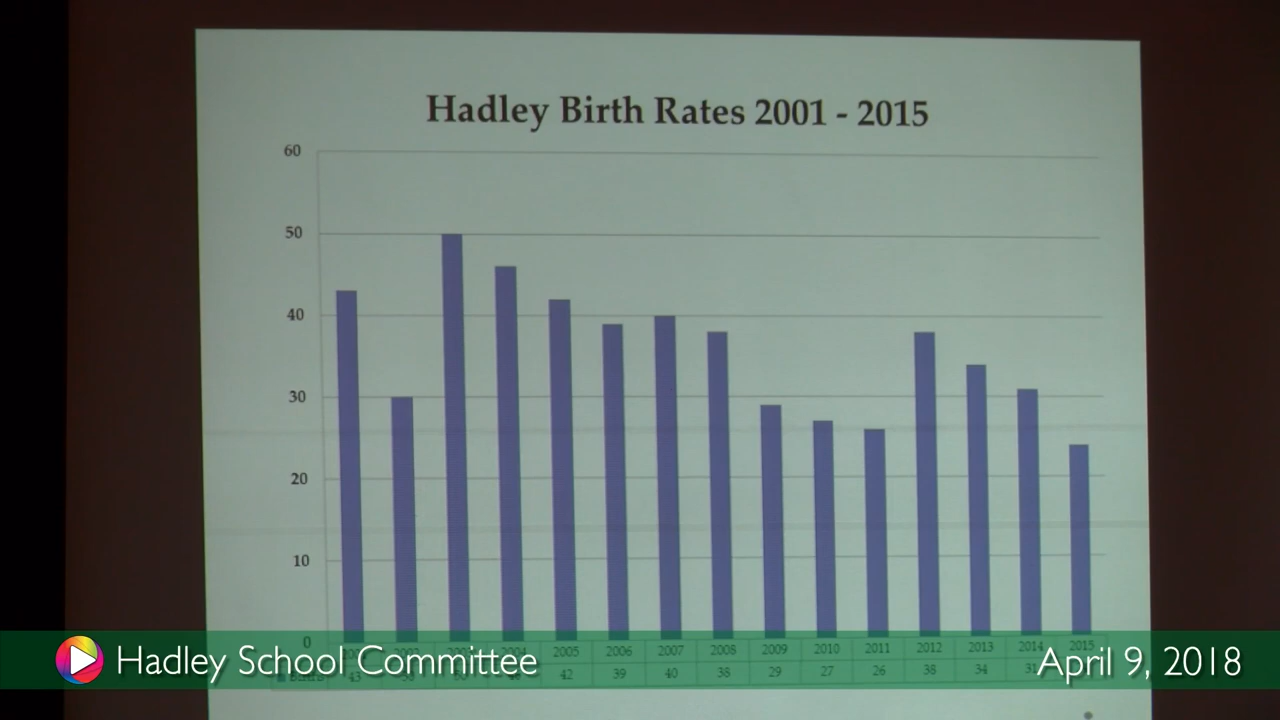 Hadley Birth Rates 2001 - 2015
60
50
40
30
20
10
0
2005 2006 2007 2008 2009 2010 2011 2012 2013 2014 2015
43 42 39 40 38 29 27 26 38 34 31
Hadley School Committee
April 9, 2018